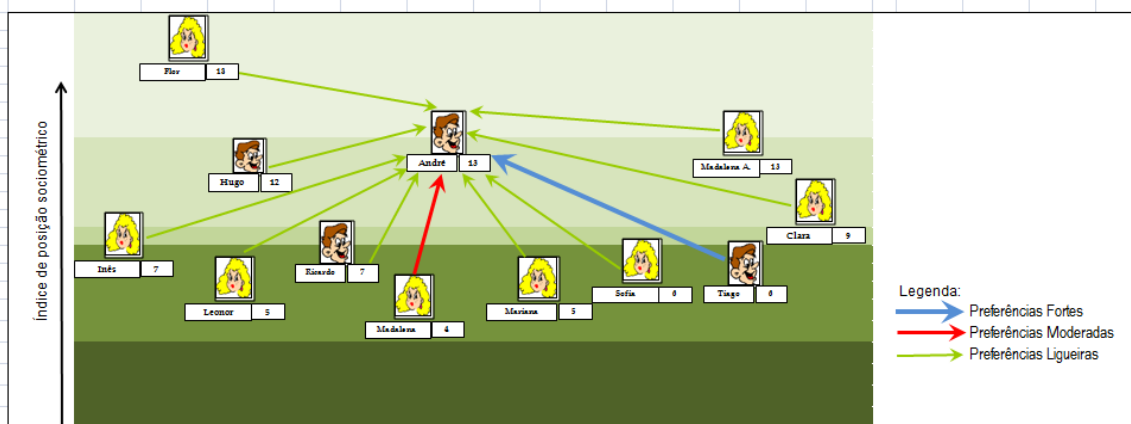 Índice de posição sociométrico
Flor 13
André 13
Madalena A. 13
Hugo 12
Clara 9
Inês 7
Ricardo 7
Leonor 5
Madalena 4
Mariana 5
Sofia 6
Tiago 6
Legenda:
Preferências Fortes
Preferências Moderadas
Preferências Ligueiras